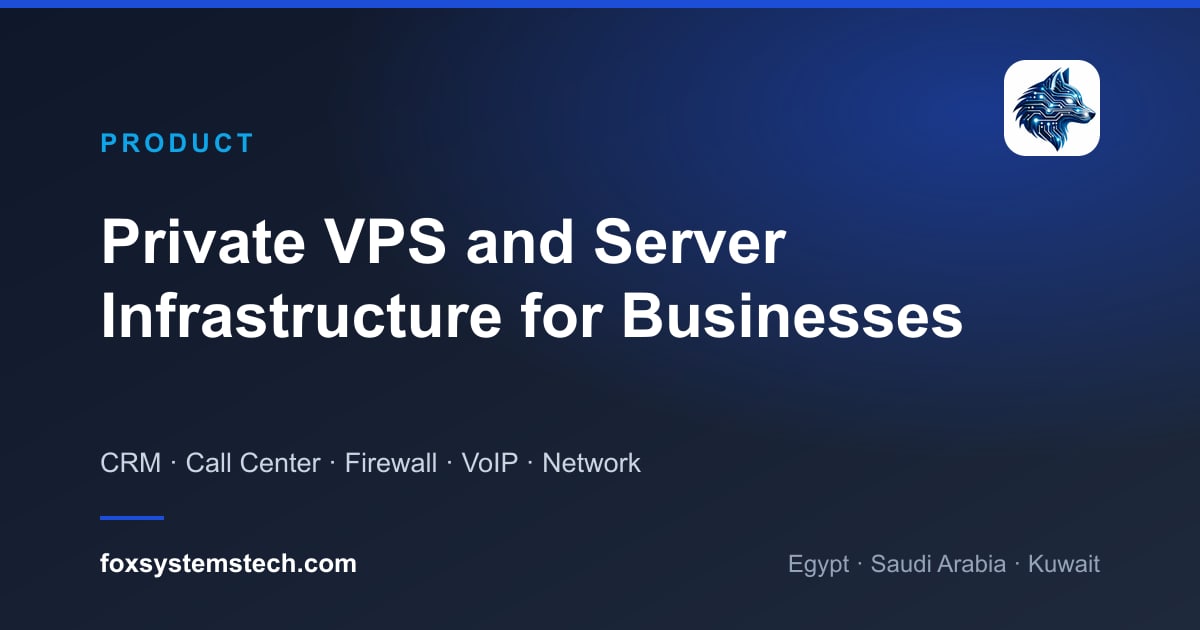 PRODUCT
Private VPS and Server
Infrastructure for Businesses
CRM · Call Center · Firewall · VoIP · Network
foxsystemstech.com
Egypt · Saudi Arabia · Kuwait